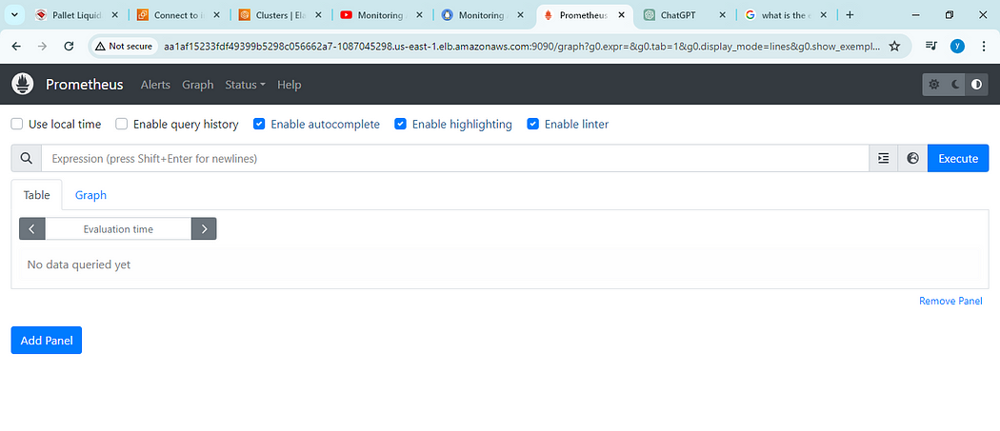 Pallet Liquid
Connect to i
Clusters | Ela
Monitoring
Monitoring
Prometheus
ChatGPT
what is the
Not secure
aa1af15233fdf49399b5298c056662a7-1087045298.us-east-1.elb.amazonaws.com:9090/graph?g0.expr=&g0.tab=1&g0.display_mode=lines&g0.show_exempl...
y
Prometheus Alerts Graph Status Help
Use local time Enable query history Enable autocomplete Enable highlighting Enable linter
Expression (press Shift+Enter for newlines) Execute
Table Graph
Evaluation time
No data queried yet
Remove Panel
Add Panel